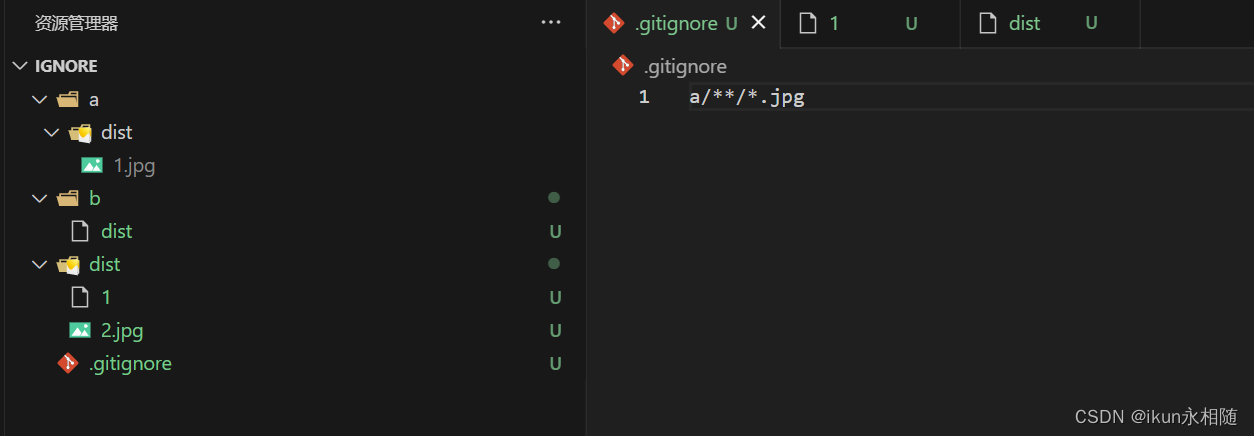 资源管理器 ···
IGNORE
a
dist
1.jpg
b
dist U
dist
1 U
2.jpg U
.gitignore U
.gitignore U 1 U dist U
.gitignore
1 a/**/*.jpg
CSDN @ikun永相随